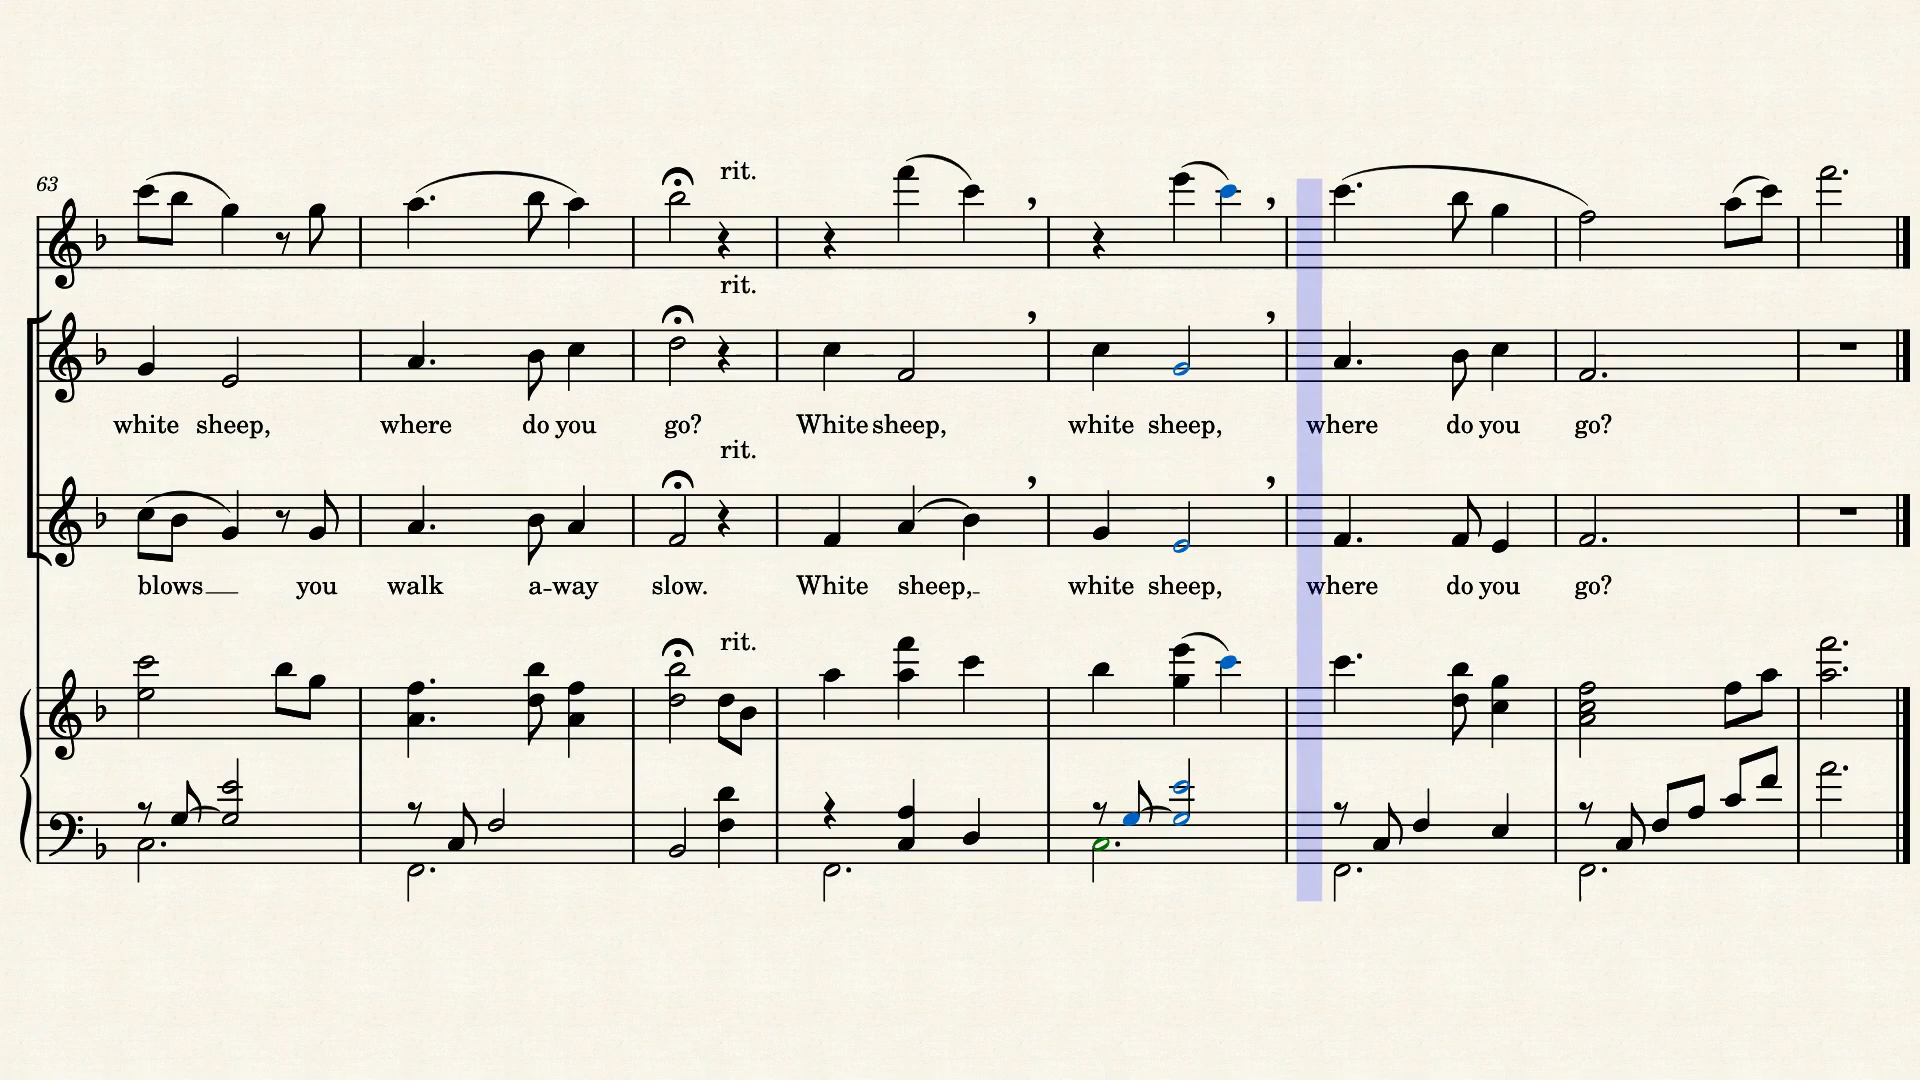 63
rit.
rit.
white sheep, where do you go? White sheep, white sheep, where do you go?
rit.
blows you walk a-way slow. White sheep, white sheep, where do you go?
rit.